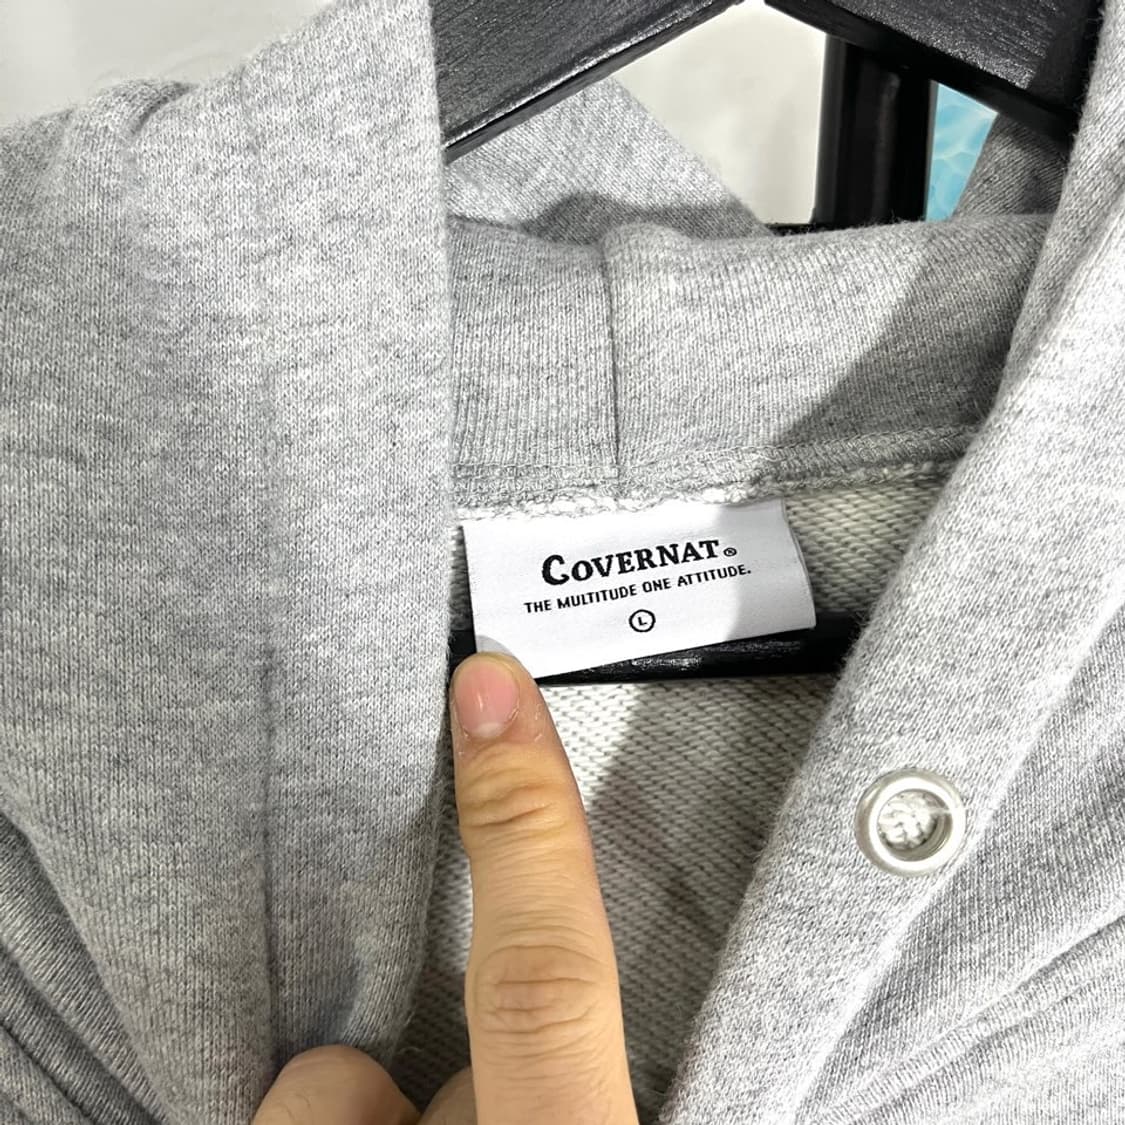 COVERNAT®
THE MULTITUDE ONE ATTITUDE.
L